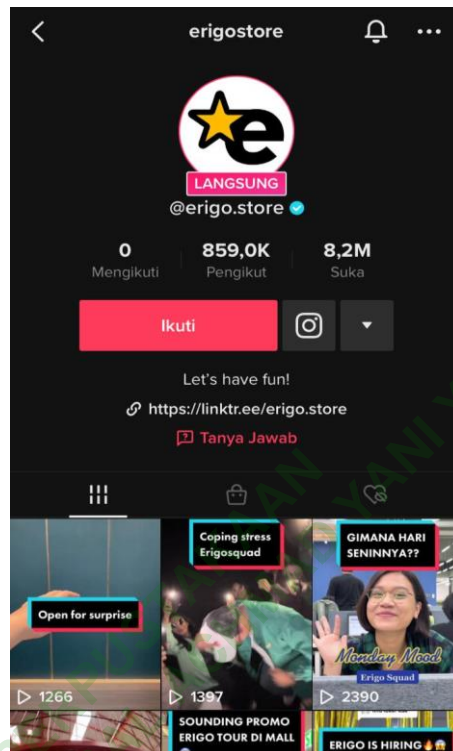 erigostore
e
LANGSUNG
@erigo.store
0 859,0K 8,2M
Mengikuti Pengikut Suka
Ikuti
Let's have fun!
https://linktr.ee/erigo.store
Tanya Jawab
Open for surprise
1266
Coping stress
Erigosquad
1397
GIMANA HARI
SENINNYA??
Monday Mood
Erigo Squad
2390
SOUNDING PROMO
ERIGO TOUR DI MALL
ERIGO IS HIRING🔥😱
YANI